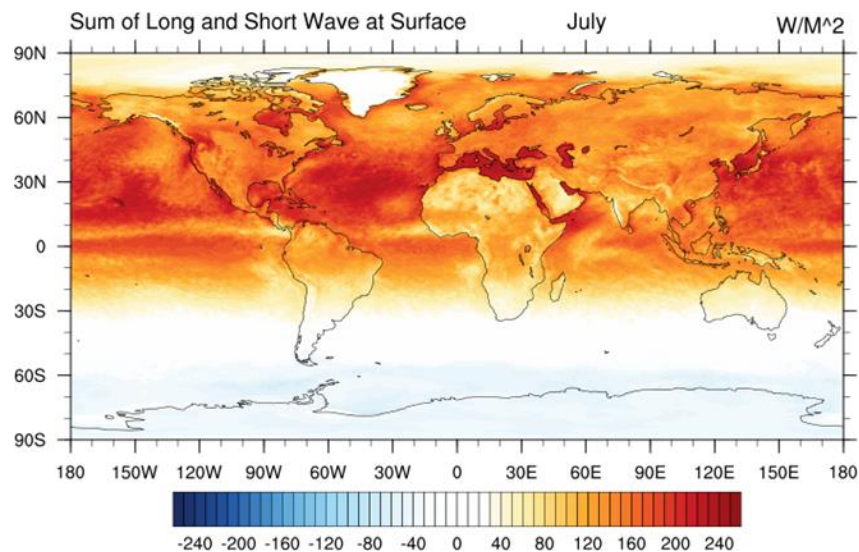 Sum of Long and Short Wave at Surface July W/M^2
90N
60N
30N
0
30S
60S
90S
180 150W 120W 90W 60W 30W 0 30E 60E 90E 120E 150E 180
-240 -200 -160 -120 -80 -40 0 40 80 120 160 200 240